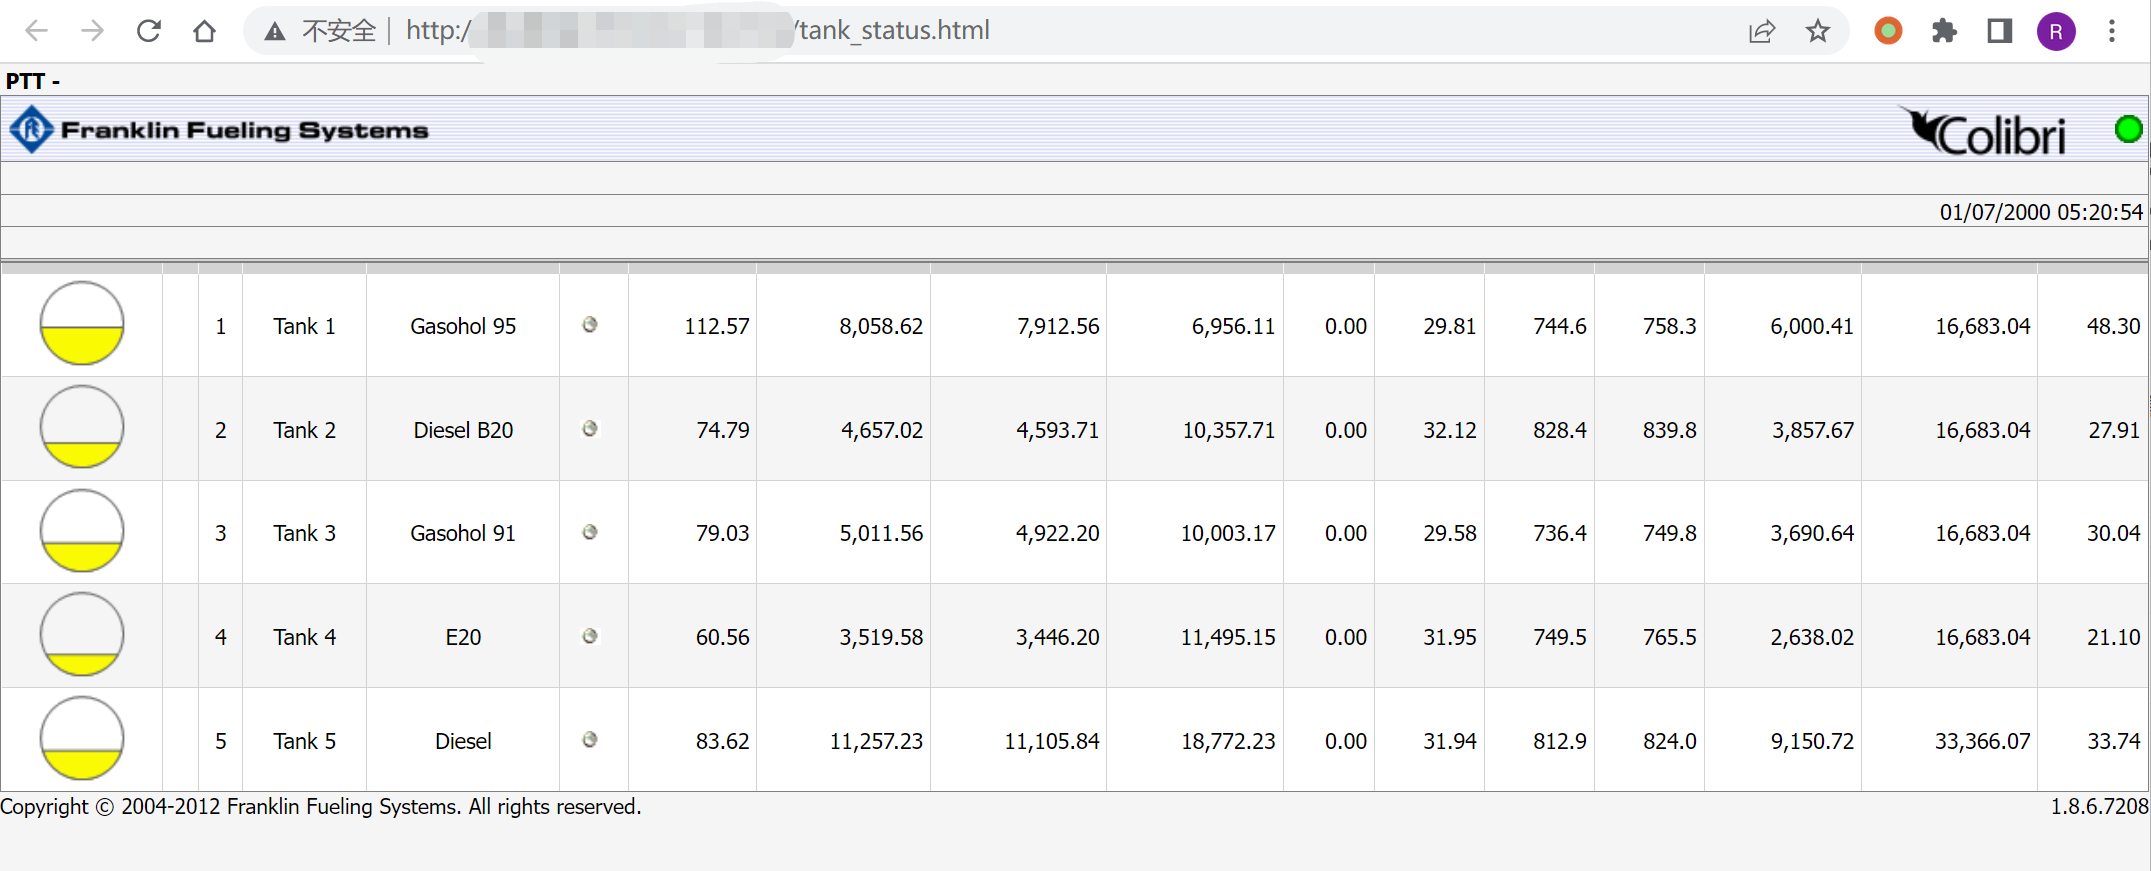 不安全 http:/ /tank_status.html R
PTT -
Franklin Fueling Systems Colibri
01/07/2000 05:20:54
1 Tank 1 Gasohol 95 112.57 8,058.62 7,912.56 6,956.11 0.00 29.81 744.6 758.3 6,000.41 16,683.04 48.30
2 Tank 2 Diesel B20 74.79 4,657.02 4,593.71 10,357.71 0.00 32.12 828.4 839.8 3,857.67 16,683.04 27.91
3 Tank 3 Gasohol 91 79.03 5,011.56 4,922.20 10,003.17 0.00 29.58 736.4 749.8 3,690.64 16,683.04 30.04
4 Tank 4 E20 60.56 3,519.58 3,446.20 11,495.15 0.00 31.95 749.5 765.5 2,638.02 16,683.04 21.10
5 Tank 5 Diesel 83.62 11,257.23 11,105.84 18,772.23 0.00 31.94 812.9 824.0 9,150.72 33,366.07 33.74
Copyright © 2004-2012 Franklin Fueling Systems. All rights reserved. 1.8.6.7208